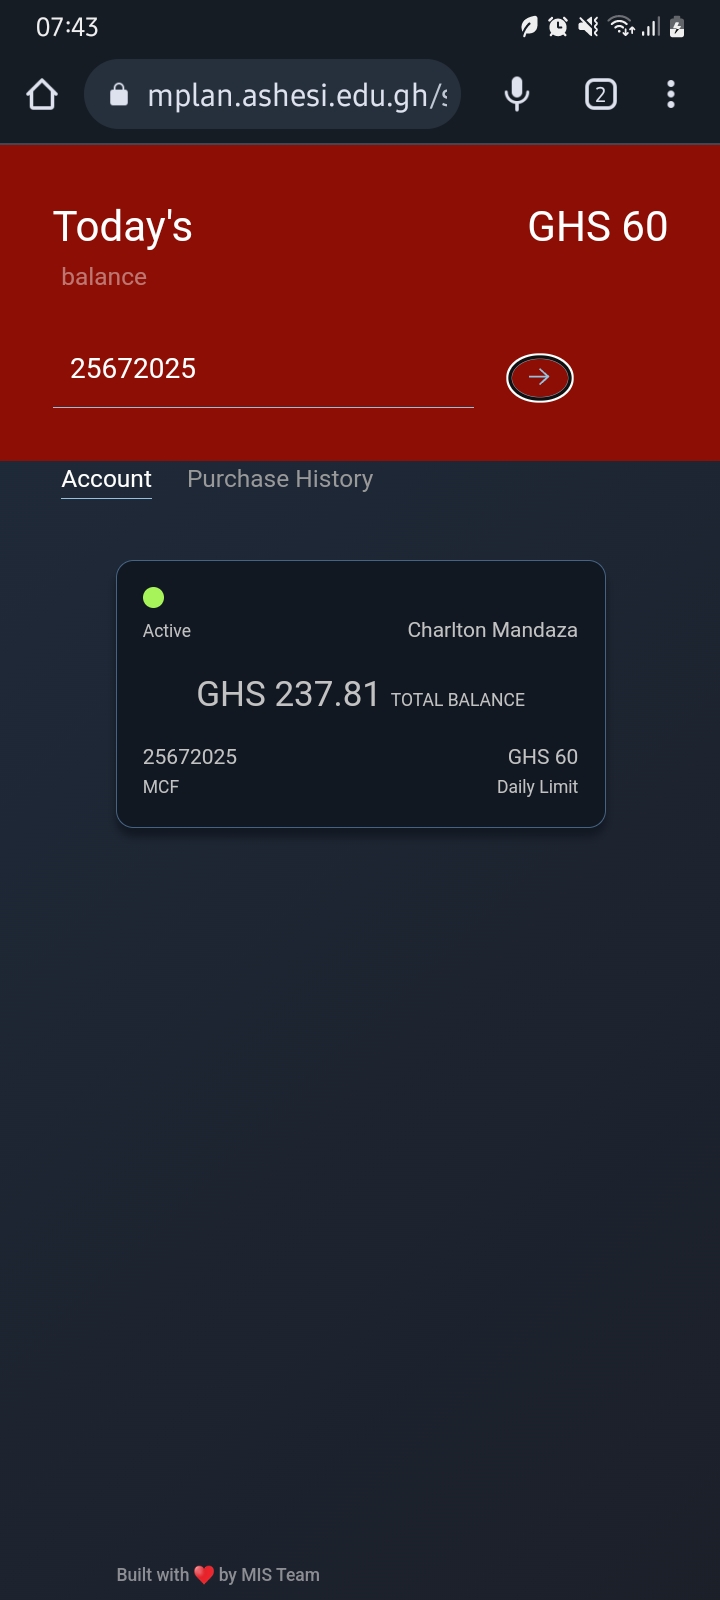 07:43
mplan.ashesi.edu.gh/s
2
Today's GHS 60
balance
25672025
Account Purchase History
Active Charlton Mandaza
GHS 237.81 TOTAL BALANCE
25672025 GHS 60
MCF Daily Limit
Built with ❤️ by MIS Team